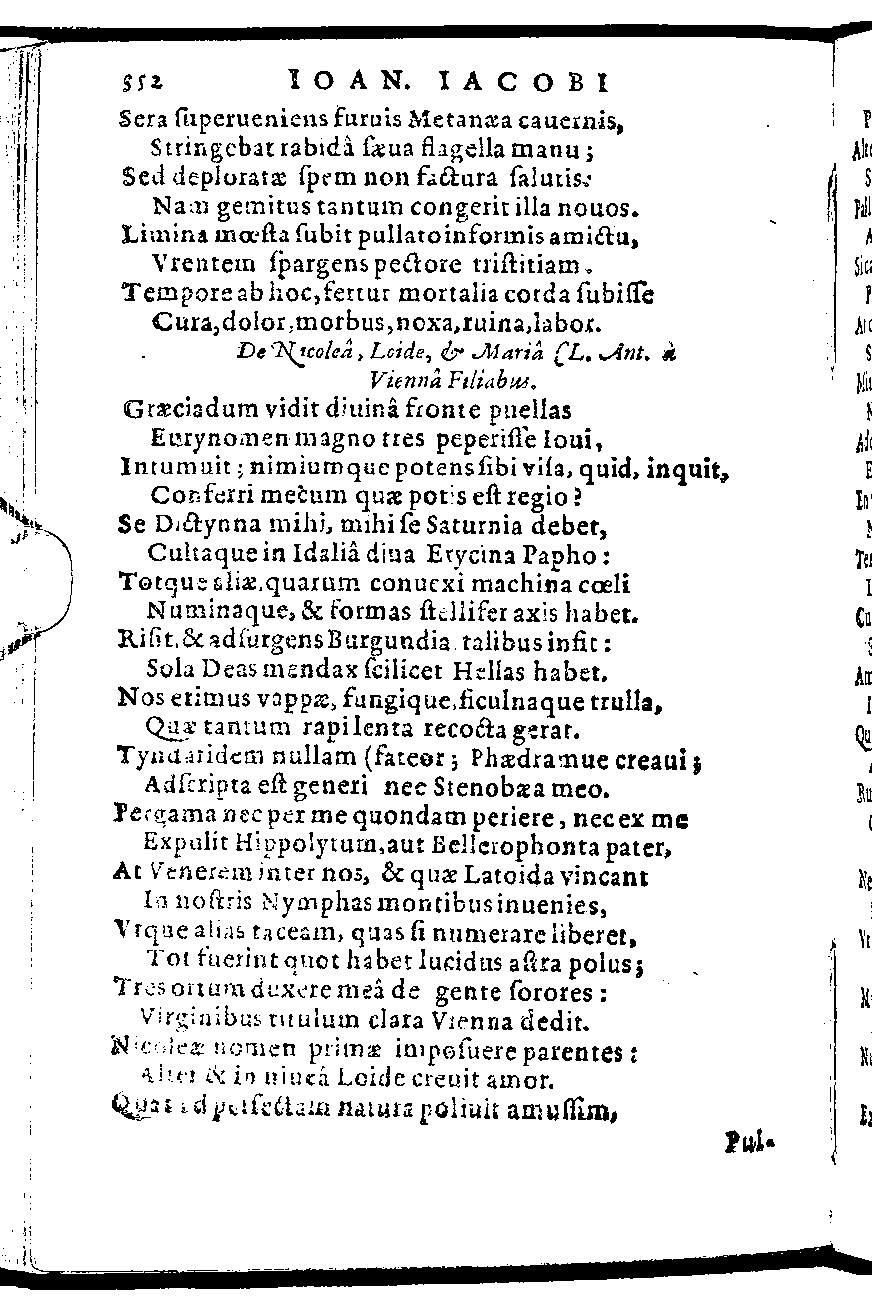 552 IOAN. IACOBI
Sera ſuperueniens furuis Metanæa cauernis,
Stringebat rabidâ ſæua flagella manu;
Sed deploratæ ſpem non factura ſalutis:
Nam gemitus tantum congerit illa nouos.
Limina mœſta ſubit pullato informis amictu,
Vrentem ſpargens pectore triſtitiam.
Tempore ab hoc, fertur mortalia corda ſubiſſe
Cura, dolor, morbus, noxa, ruina, labor.
De Nicoleâ, Loide, & Mariâ CL. Ant. à
Viennâ Filiabus.
Græciadum vidit diuinâ fronte puellas
Eurynomen magno tres peperiſſe Ioui,
Intumuit; nimiumque potens ſibi viſa, quid, inquit,
Conferri mecùm quæ potis eſt regio?
Se Dictynna mihi, mihi ſe Saturnia debet,
Cultaque in Idaliâ diua Erycina Papho:
Totque aliæ, quarum conuexi machina cœli
Numinaque, & formas ſtellifer axis habet.
Riſit, & adſurgens Burgundia talibus infit:
Sola Deas mendax ſcilicet Hellas habet.
Nos erimus vappæ, fungique, ficulnaque trulla,
Quæ tantum rapi lenta recocta gerat.
Tyndaridem nullam (fateor; Phædramue creaui;
Adſcripta eſt generi nec Stenobæa meo.
Pergama nec per me quondam periere, nec ex me
Expulit Hippolytum, aut Bellerophonta pater,
At Venerem inter nos, & quæ Latoida vincant
In noſtris Nymphas montibus inuenies,
Vtque alias taceam, quas ſi numerare liberet,
Tot fuerint quot habet lucidus aſtra polus;
Tres ortum duxere meâ de gente ſorores:
Virginibus titulum clara Vienna dedit.
Nicoleæ nomen primæ impoſuere parentes:
Alter & in niueâ Loide creuit amor.
Quas ad perfectam natura poliuit amuſſim,
Pul-